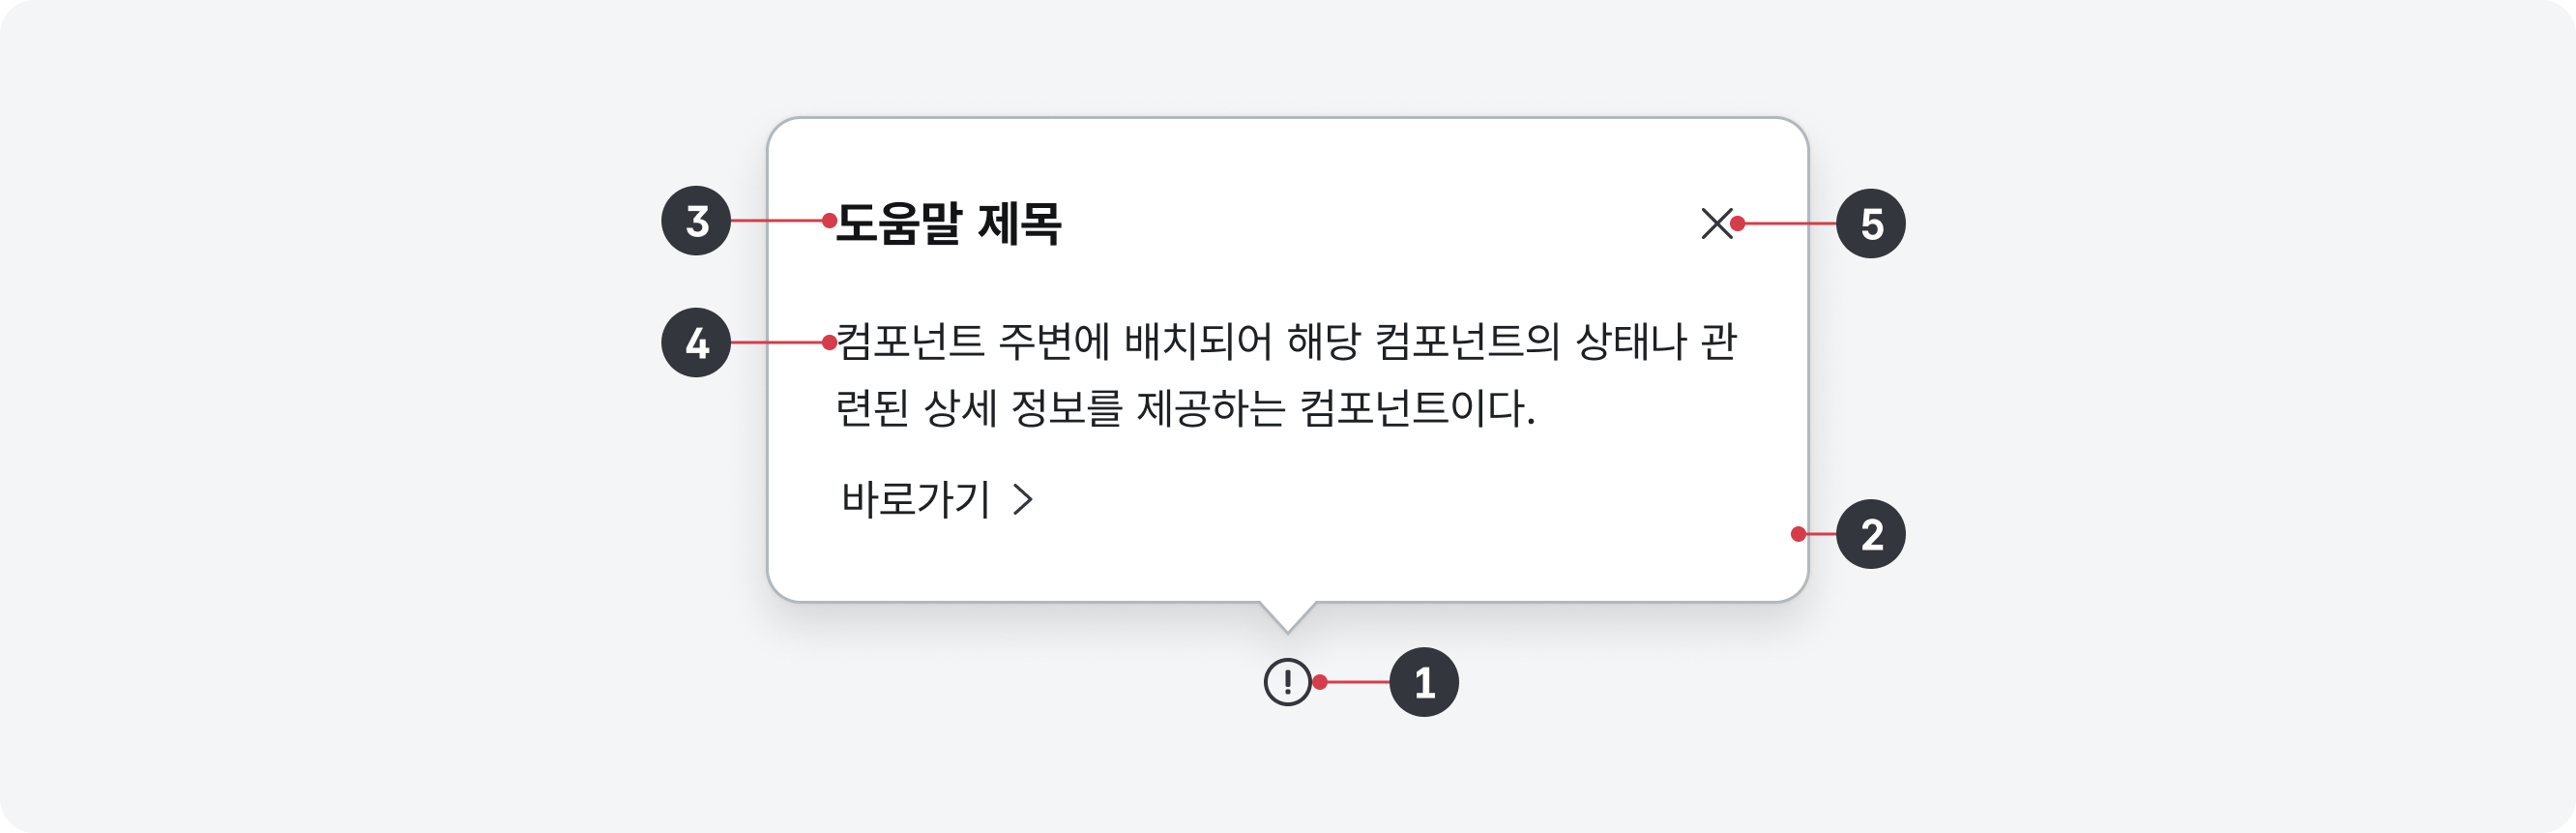 3 도움말 제목 5
4 컴포넌트 주변에 배치되어 해당 컴포넌트의 상태나 관
련된 상세 정보를 제공하는 컴포넌트이다.
바로가기
2
! 1